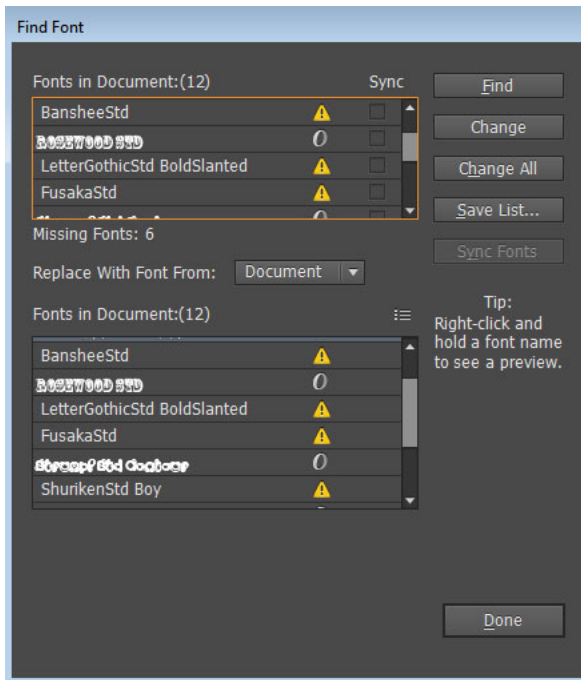 Find Font
Fonts in Document:(12) Sync
BansheeStd
ROSEWOOD STD
LetterGothicStd BoldSlanted
FusakaStd
Missing Fonts: 6
Replace With Font From: Document
Fonts in Document:(12)
BansheeStd
ROSEWOOD STD
LetterGothicStd BoldSlanted
FusakaStd
ShurikenStd Boy
Find
Change
Change All
Save List...
Sync Fonts
Tip:
Right-click and
hold a font name
to see a preview.
Done